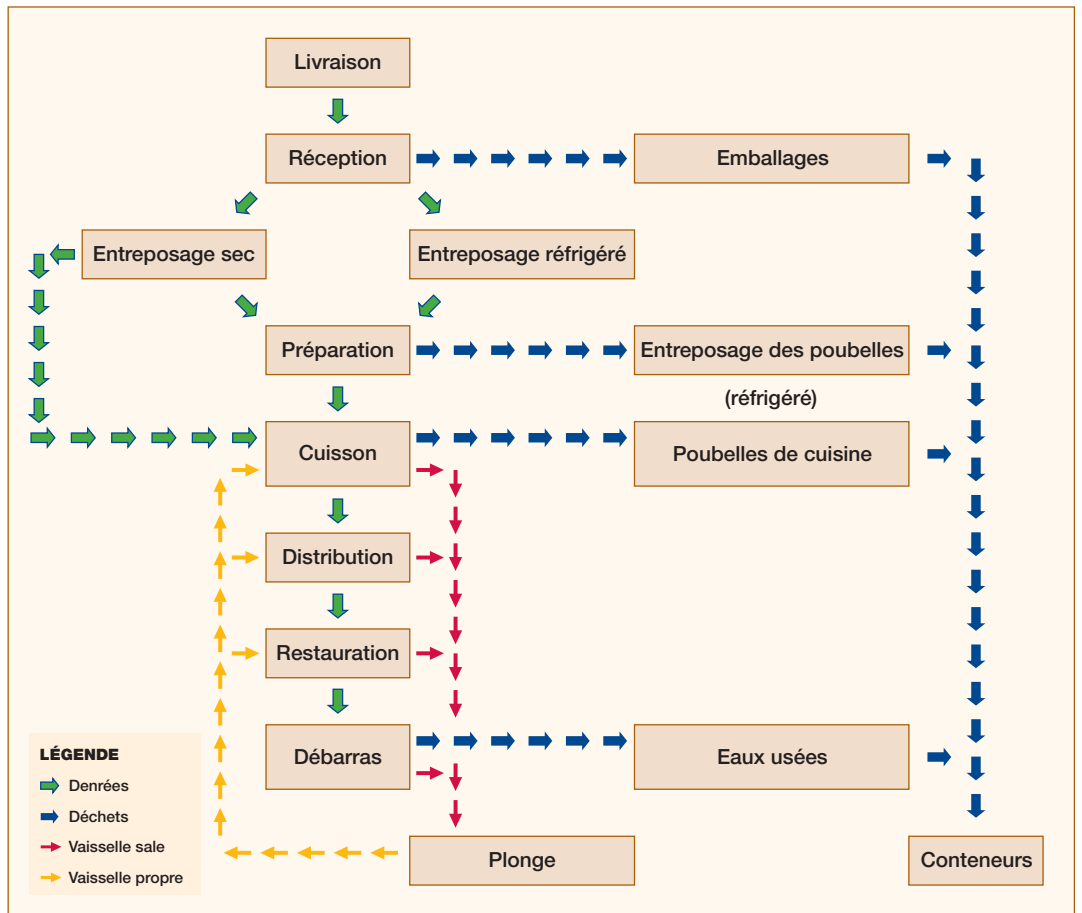 Livraison
Réception
Emballages
Entreposage sec
Entreposage réfrigéré
Préparation
Entreposage des poubelles
(réfrigéré)
Cuisson
Poubelles de cuisine
Distribution
Restauration
Débarras
Eaux usées
Plonge
Conteneurs
LÉGENDE
Denrées
Déchets
Vaisselle sale
Vaisselle propre